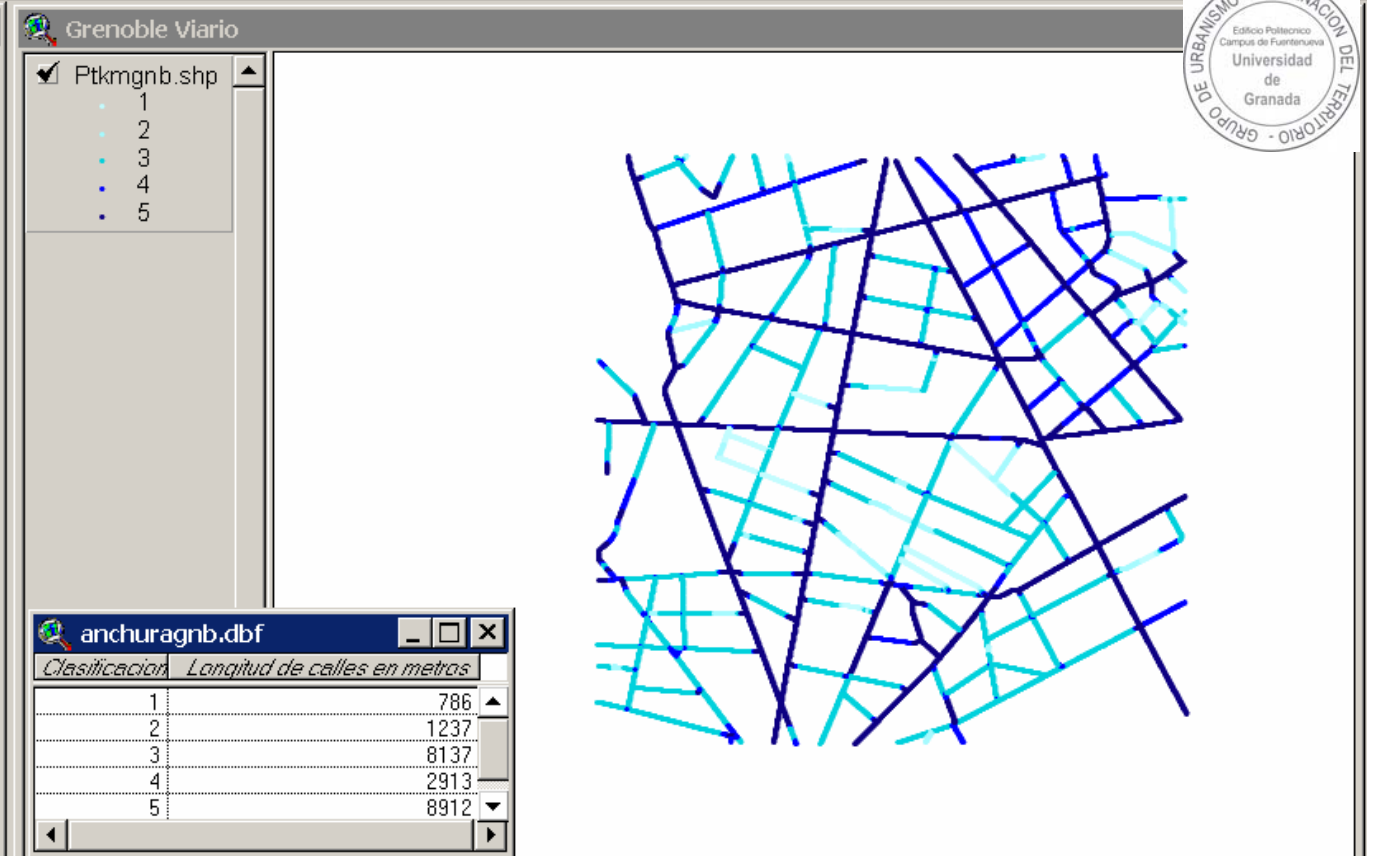 Grenoble Viario
Ptkmgnb.shp
1
2
3
4
5
GRUPO DE URBANISMO
DEL TERRITORIO
Edificio Politecnico
Campus de Fuentenueva
Universidad
de
Granada
anchuragnb.dbf
Clasificacion Longitud de calles en metros
1 786
2 1237
3 8137
4 2913
5 8912